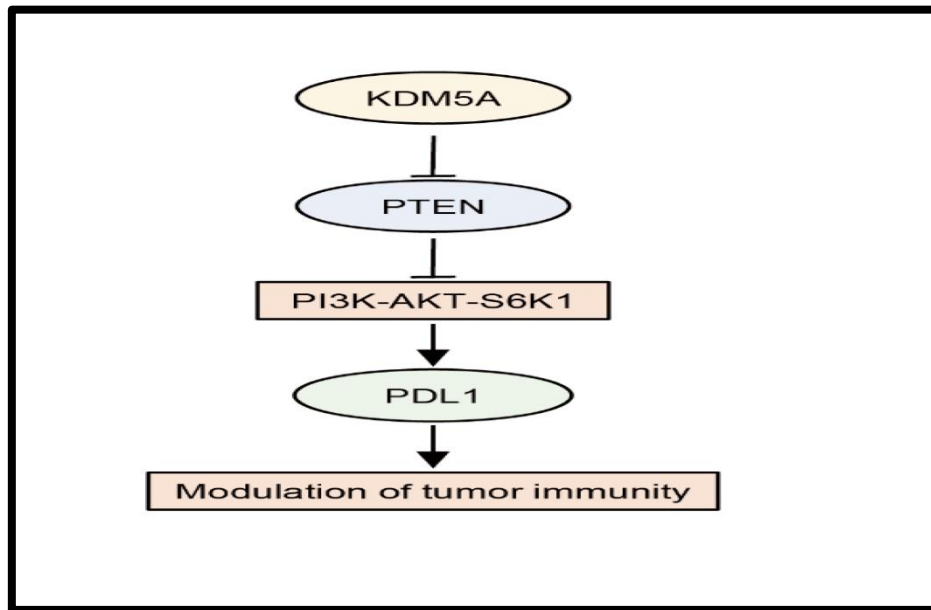 KDM5A
PTEN
PI3K-AKT-S6K1
PDL1
Modulation of tumor immunity